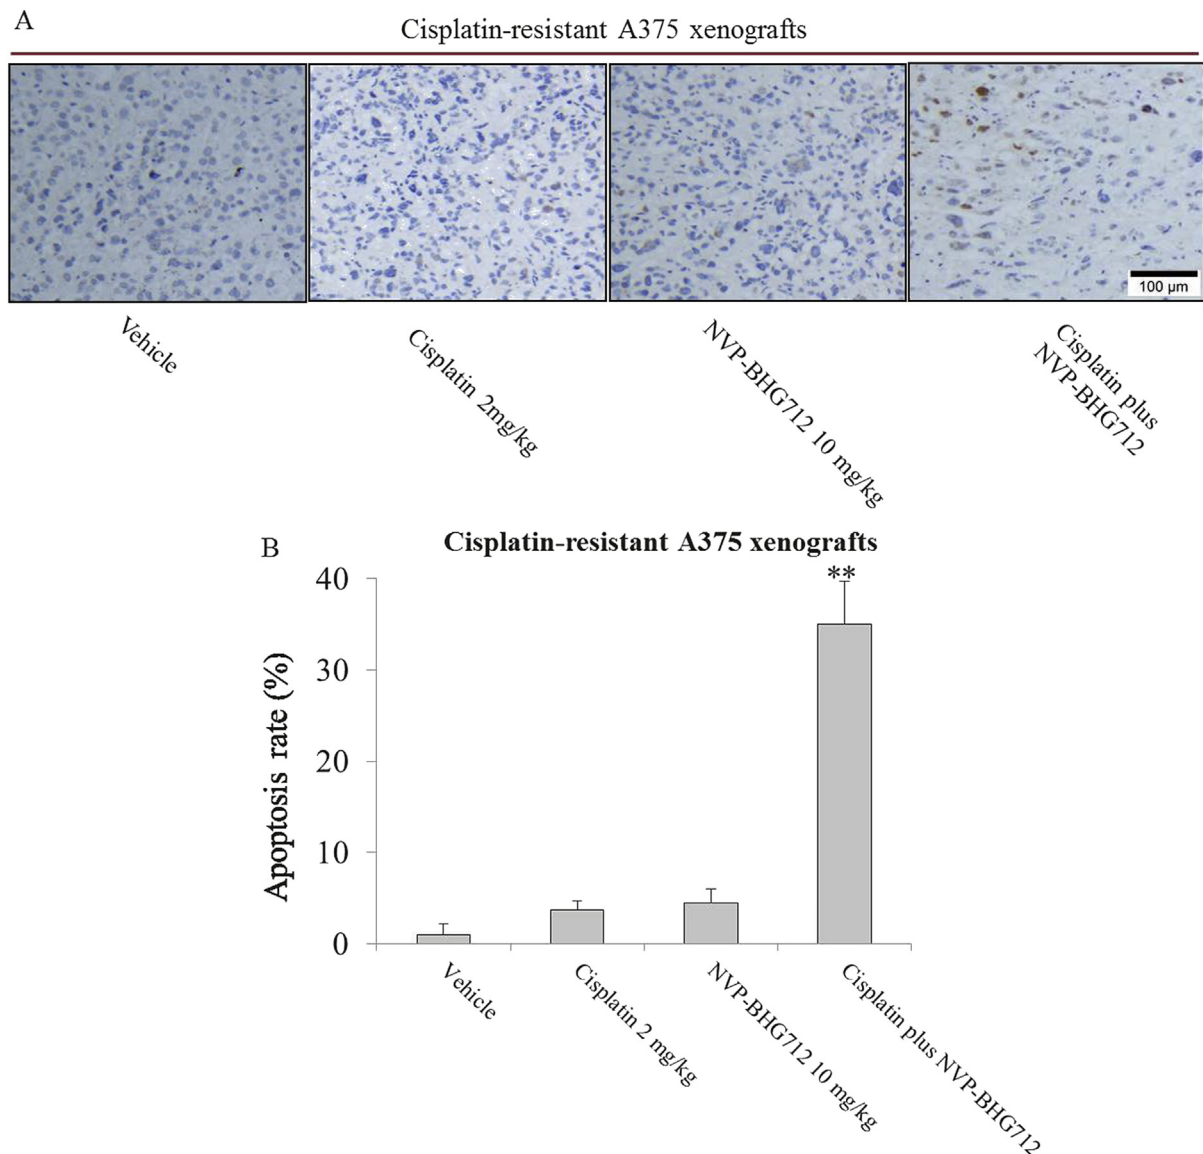 A
Cisplatin-resistant A375 xenografts
100 µm
Vehicle
Cisplatin 2mg/kg
NVP-BHG712 10 mg/kg
Cisplatin plus
NVP-BHG712
B
Cisplatin-resistant A375 xenografts
**
40
30
20
10
0
Apoptosis rate (%)
Vehicle
Cisplatin 2 mg/kg
NVP-BHG712 10 mg/kg
Cisplatin plus NVP-BHG712